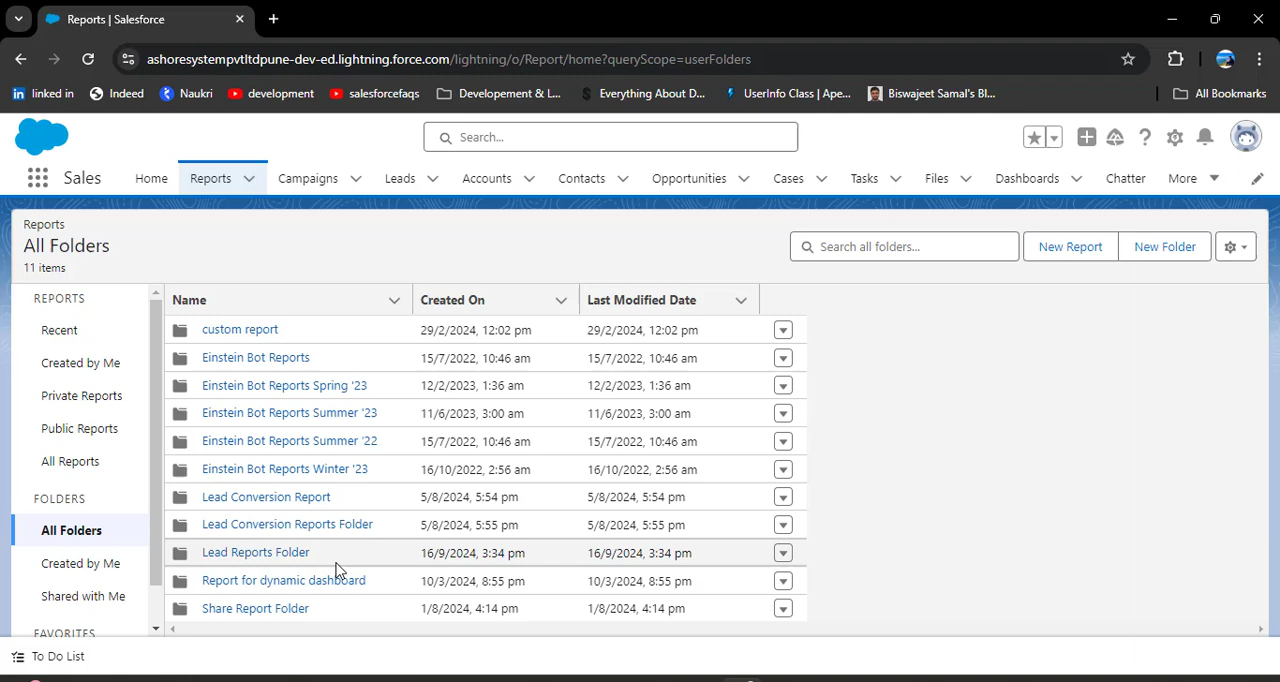 Reports | Salesforce
ashoresystempvtltdpune-dev-ed.lightning.force.com/lightning/o/Report/home?queryScope=userFolders
linked in Indeed Naukri development salesforcefaqs Developement & L... Everything About D... UserInfo Class | Ape... Biswajeet Samal's Bl... All Bookmarks
Search...
Sales Home Reports Campaigns Leads Accounts Contacts Opportunities Cases Tasks Files Dashboards Chatter More
Reports
All Folders
11 items
Search all folders...
New Report New Folder
REPORTS
Recent
Created by Me
Private Reports
Public Reports
All Reports
FOLDERS
All Folders
Created by Me
Shared with Me
FAVORITES
Name Created On Last Modified Date
custom report 29/2/2024, 12:02 pm 29/2/2024, 12:02 pm
Einstein Bot Reports 15/7/2022, 10:46 am 15/7/2022, 10:46 am
Einstein Bot Reports Spring '23 12/2/2023, 1:36 am 12/2/2023, 1:36 am
Einstein Bot Reports Summer '23 11/6/2023, 3:00 am 11/6/2023, 3:00 am
Einstein Bot Reports Summer '22 15/7/2022, 10:46 am 15/7/2022, 10:46 am
Einstein Bot Reports Winter '23 16/10/2022, 2:56 am 16/10/2022, 2:56 am
Lead Conversion Report 5/8/2024, 5:54 pm 5/8/2024, 5:54 pm
Lead Conversion Reports Folder 5/8/2024, 5:55 pm 5/8/2024, 5:55 pm
Lead Reports Folder 16/9/2024, 3:34 pm 16/9/2024, 3:34 pm
Report for dynamic dashboard 10/3/2024, 8:55 pm 10/3/2024, 8:55 pm
Share Report Folder 1/8/2024, 4:14 pm 1/8/2024, 4:14 pm
To Do List